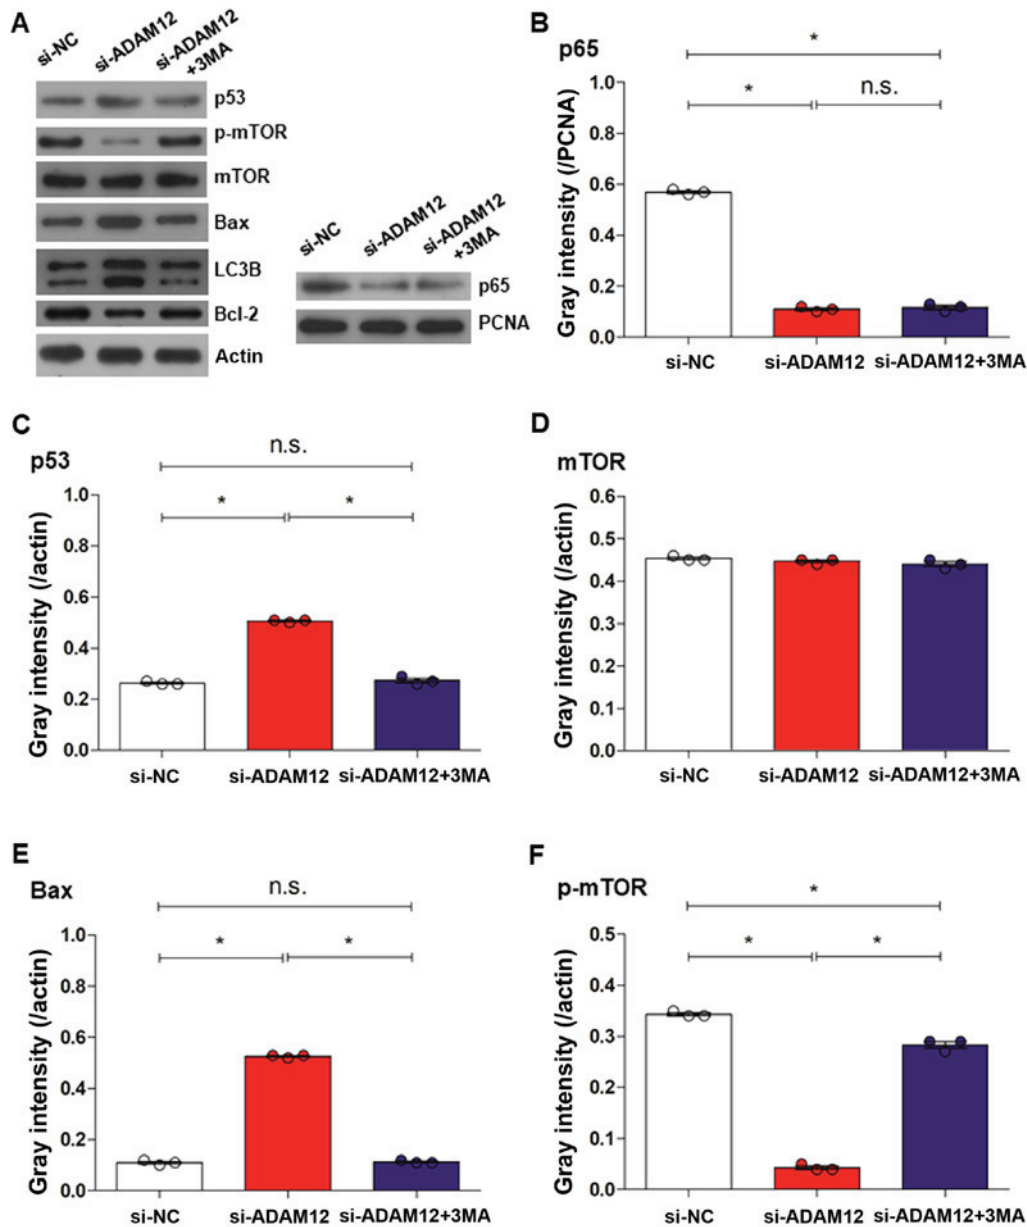 A
si-NC
si-ADAM12
si-ADAM12
+3MA
p53
p-mTOR
mTOR
Bax
LC3B
Bcl-2
Actin
si-NC
si-ADAM12
si-ADAM12
+3MA
p65
PCNA
B
p65
*
*
n.s.
Gray intensity (/PCNA)
1.0
0.8
0.6
0.4
0.2
0.0
si-NC
si-ADAM12
si-ADAM12+3MA
C
p53
n.s.
*
*
Gray intensity (/actin)
1.0
0.8
0.6
0.4
0.2
0.0
si-NC
si-ADAM12
si-ADAM12+3MA
D
mTOR
Gray intensity (/actin)
0.6
0.5
0.4
0.3
0.2
0.1
0.0
si-NC
si-ADAM12
si-ADAM12+3MA
E
Bax
n.s.
*
*
Gray intensity (/actin)
1.0
0.8
0.6
0.4
0.2
0.0
si-NC
si-ADAM12
si-ADAM12+3MA
F
p-mTOR
*
*
*
Gray intensity (/actin)
0.5
0.4
0.3
0.2
0.1
0.0
si-NC
si-ADAM12
si-ADAM12+3MA